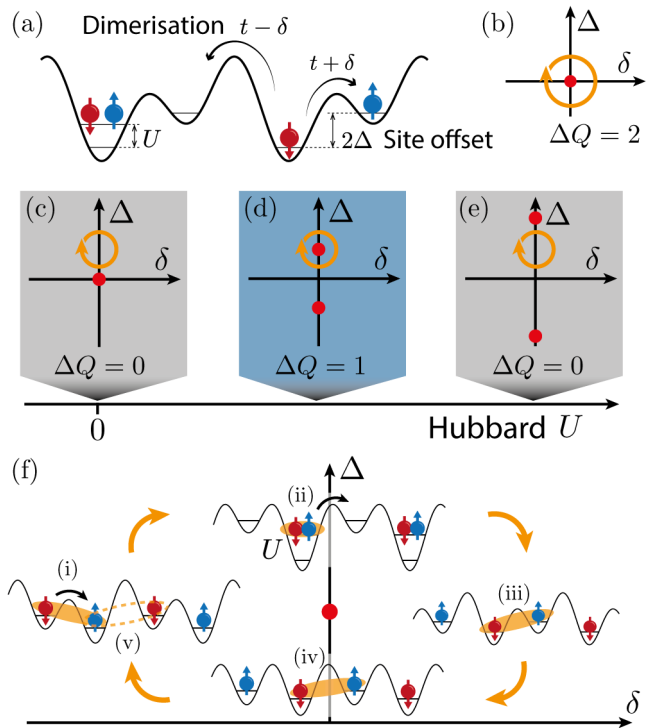 (a)
Dimerisation
t − δ
t + δ
U
2Δ
Site offset
(b)
Δ
δ
ΔQ = 2
(c)
Δ
δ
ΔQ = 0
(d)
Δ
δ
ΔQ = 1
(e)
Δ
δ
ΔQ = 0
0
Hubbard U
(f)
Δ
(ii)
U
(i)
(v)
(iii)
(iv)
δ